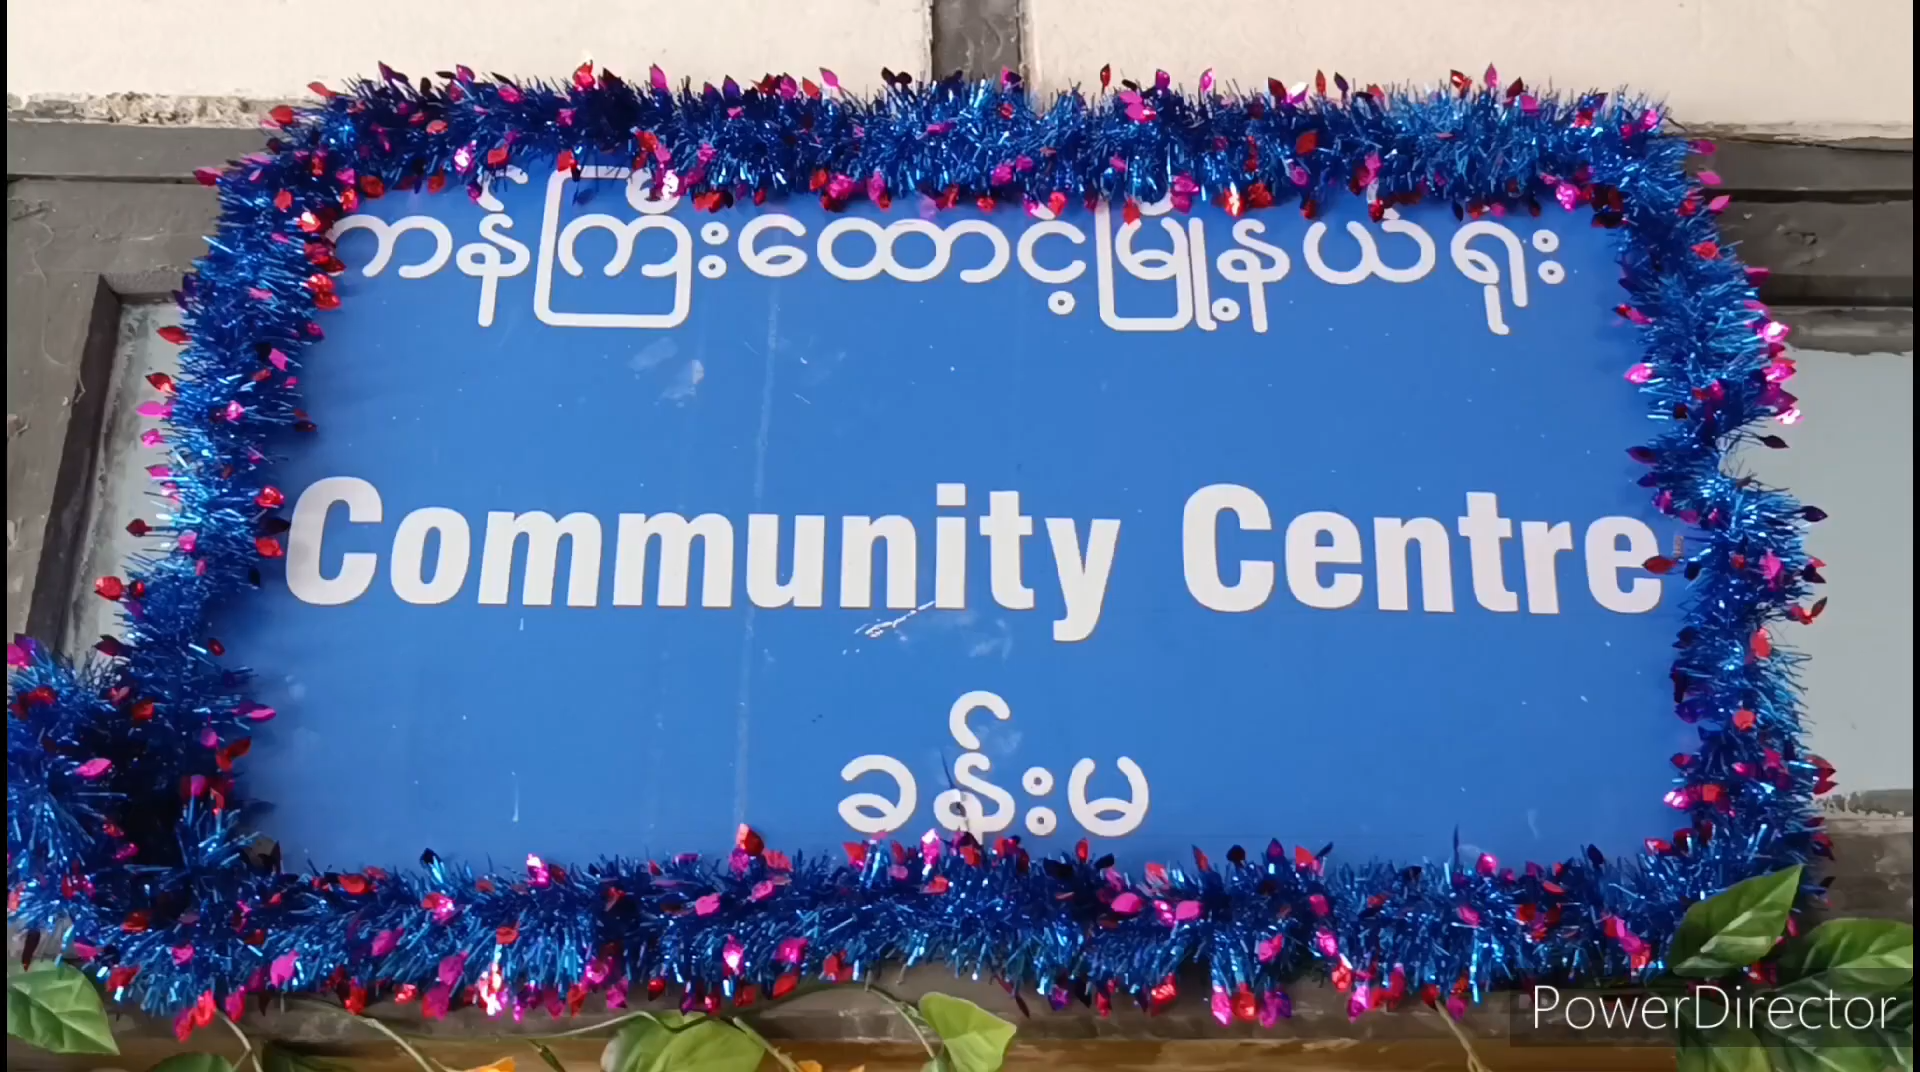 ကန်ကြီးထောင့်မြို့နယ်ရုံး
Community Centre
ခန်းမ
PowerDirector